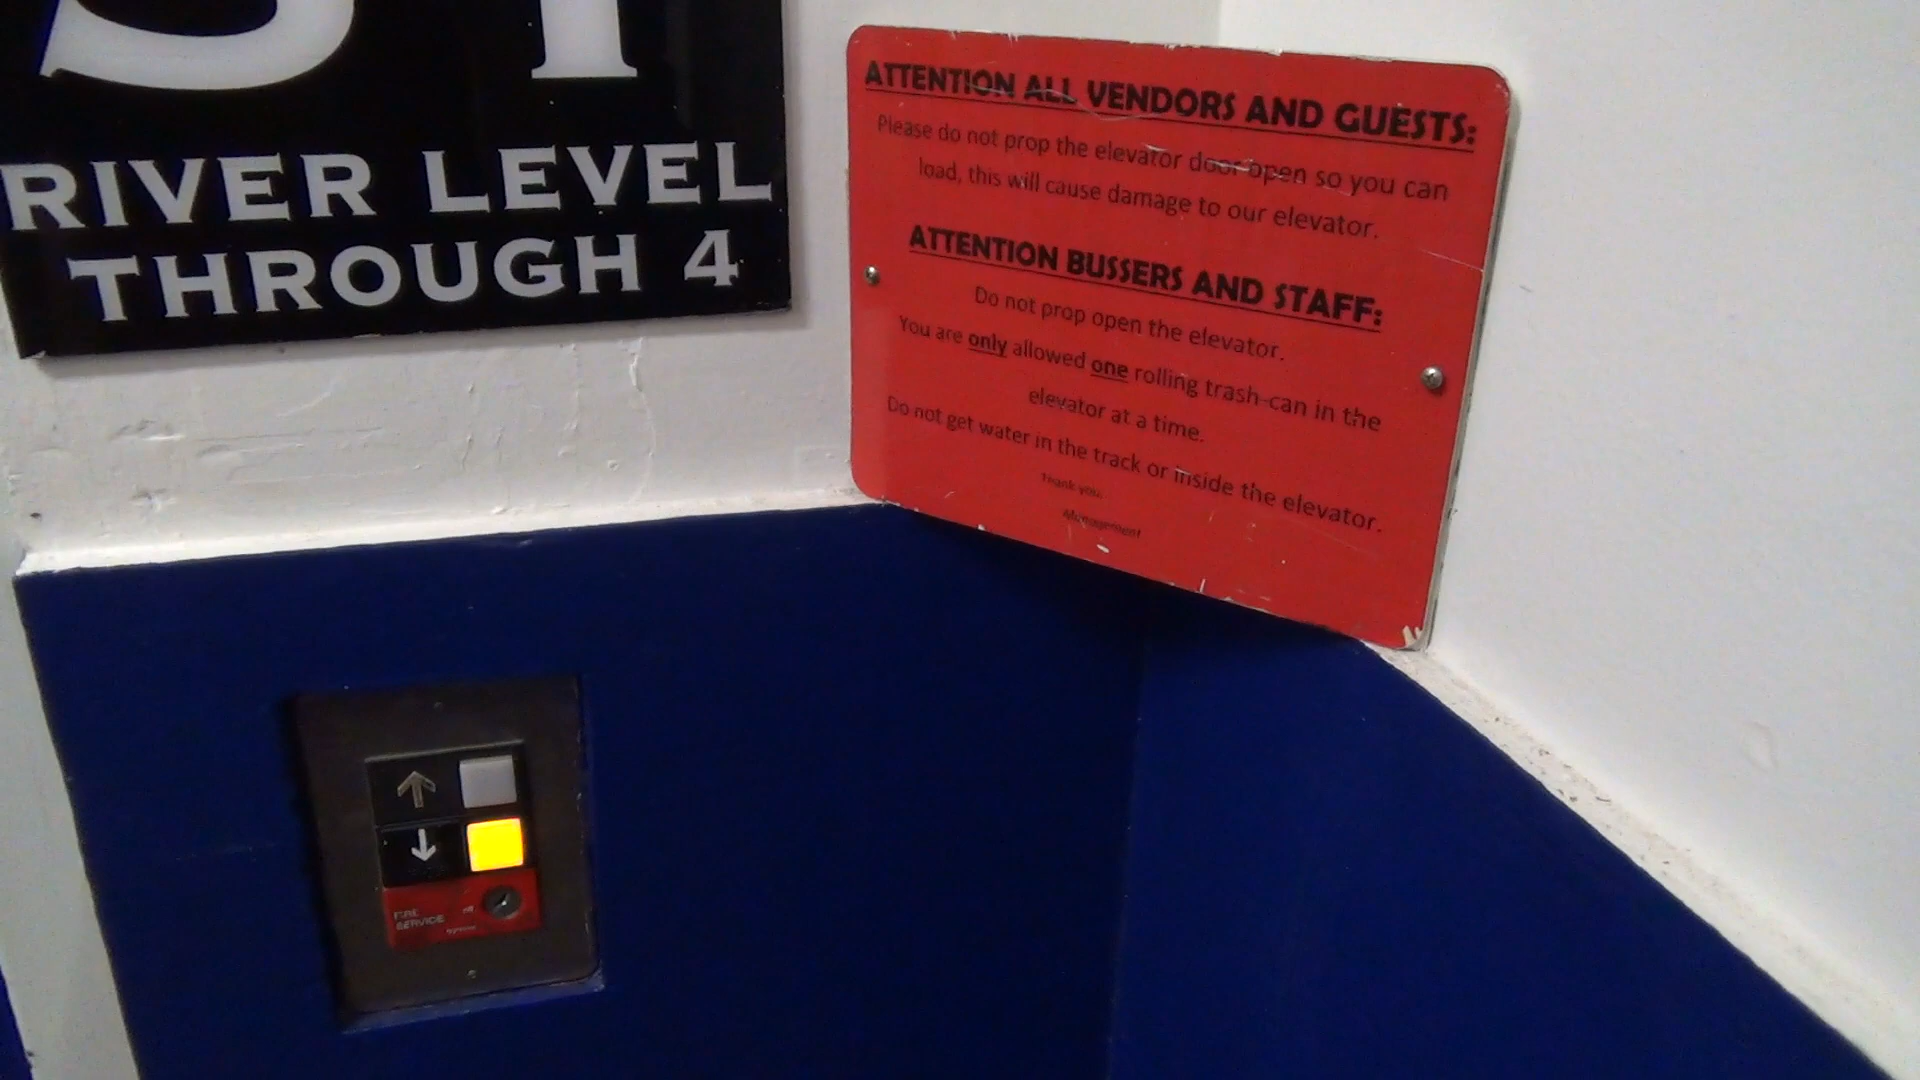 RIVER LEVEL
THROUGH 4
ATTENTION ALL VENDORS AND GUESTS:
Please do not prop the elevator door open so you can
load, this will cause damage to our elevator.
ATTENTION BUSSERS AND STAFF:
Do not prop open the elevator.
You are only allowed one rolling trash-can in the
elevator at a time.
Do not get water in the track or inside the elevator.
Thank you.
Management
FIRE
SERVICE
off